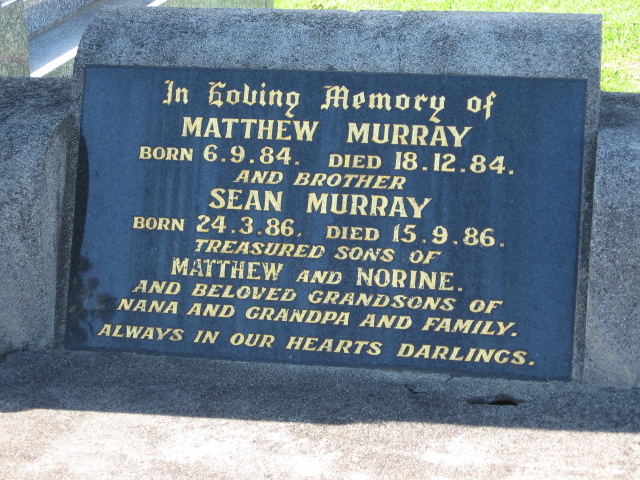 In Loving Memory of
MATTHEW MURRAY
BORN 6.9.84. DIED 18.12.84.
AND BROTHER
SEAN MURRAY
BORN 24.3.86. DIED 15.9.86.
TREASURED SONS OF
MATTHEW AND NORINE.
AND BELOVED GRANDSONS OF
NANA AND GRANDPA AND FAMILY.
ALWAYS IN OUR HEARTS DARLINGS.